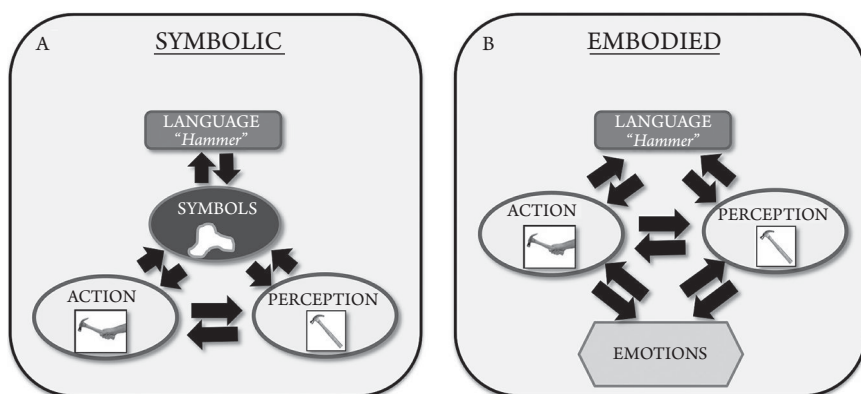 A
SYMBOLIC
LANGUAGE
“Hammer”
SYMBOLS
ACTION
PERCEPTION
B
EMBODIED
LANGUAGE
“Hammer”
ACTION
PERCEPTION
EMOTIONS